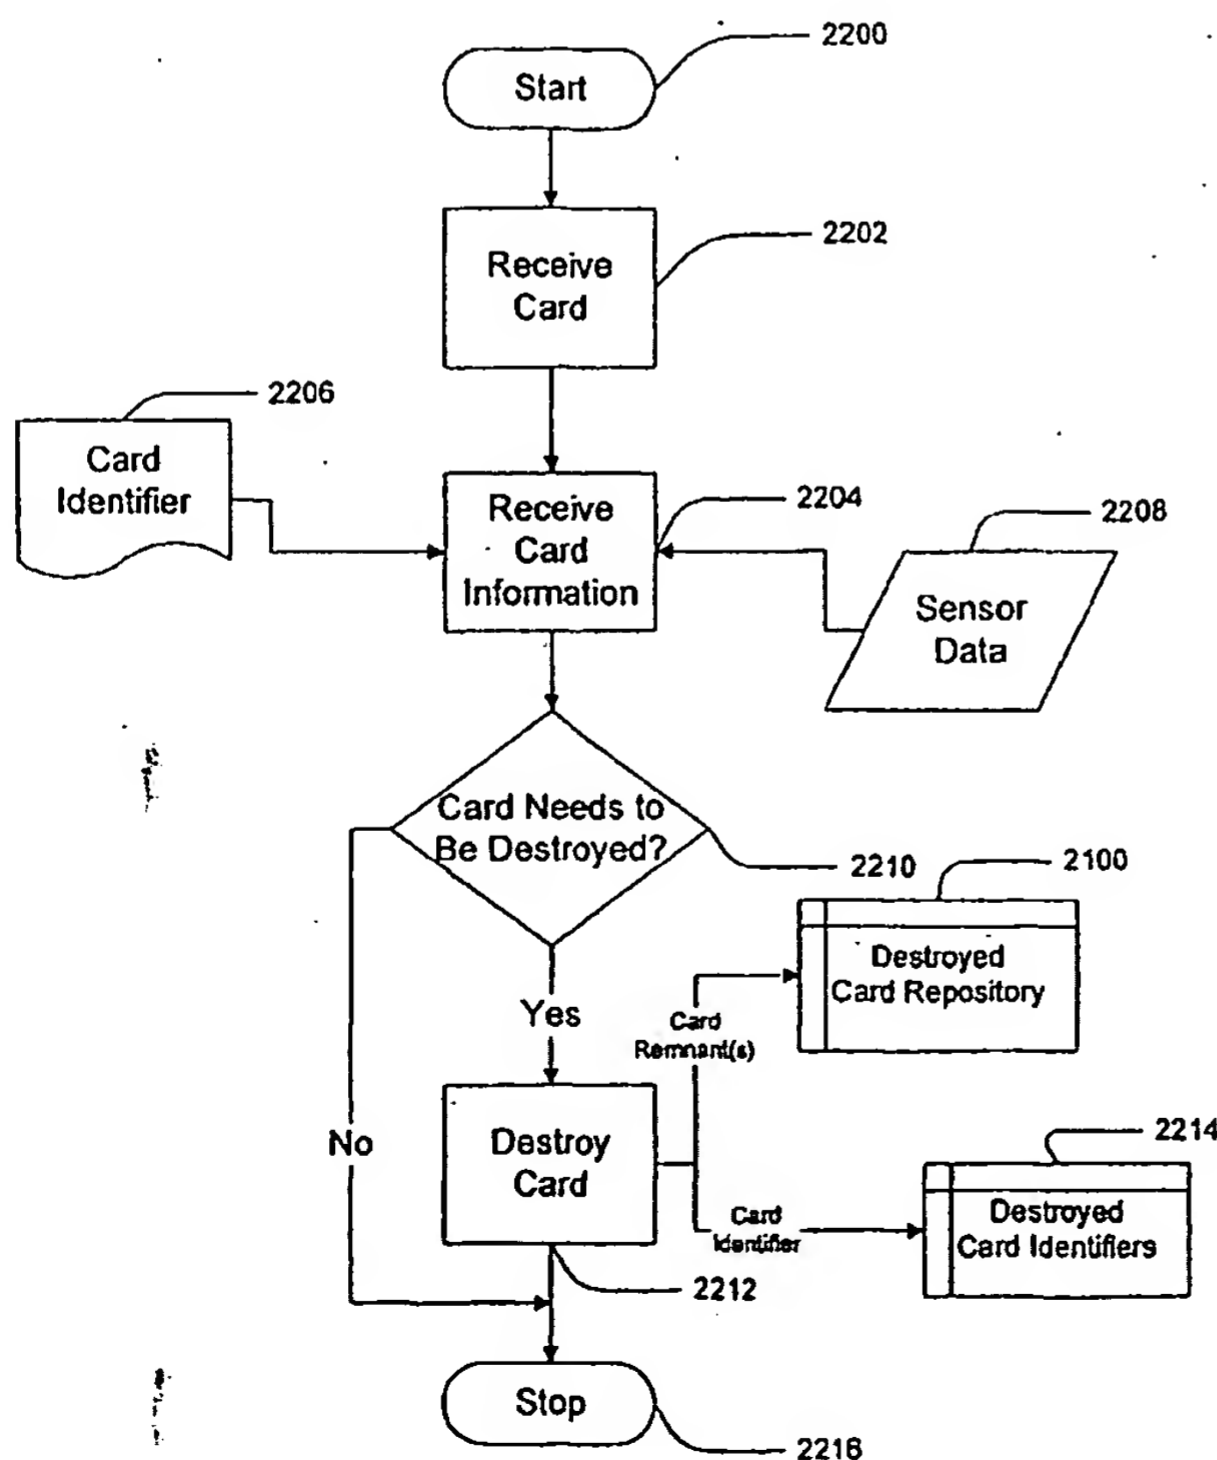 2200
Start
2202
Receive
Card
2206
Card
Identifier
2204
Receive
Card
Information
2208
Sensor
Data
Card Needs to
Be Destroyed?
2210
2100
Destroyed
Card Repository
Yes
Card
Remnant(s)
No
Destroy
Card
2214
Destroyed
Card Identifiers
Card
Identifier
2212
Stop
2216